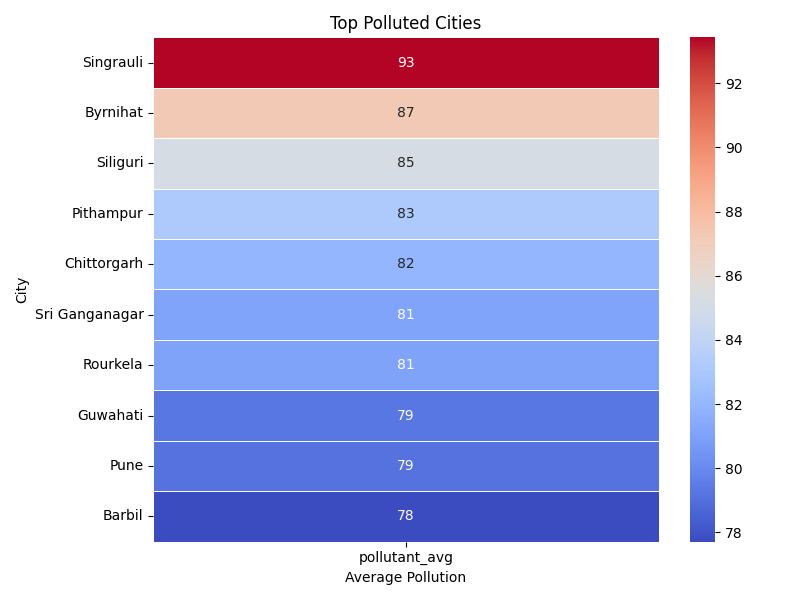 Top Polluted Cities
City
Singrauli 93
Byrnihat 87
Siliguri 85
Pithampur 83
Chittorgarh 82
Sri Ganganagar 81
Rourkela 81
Guwahati 79
Pune 79
Barbil 78
pollutant_avg
Average Pollution
92
90
88
86
84
82
80
78